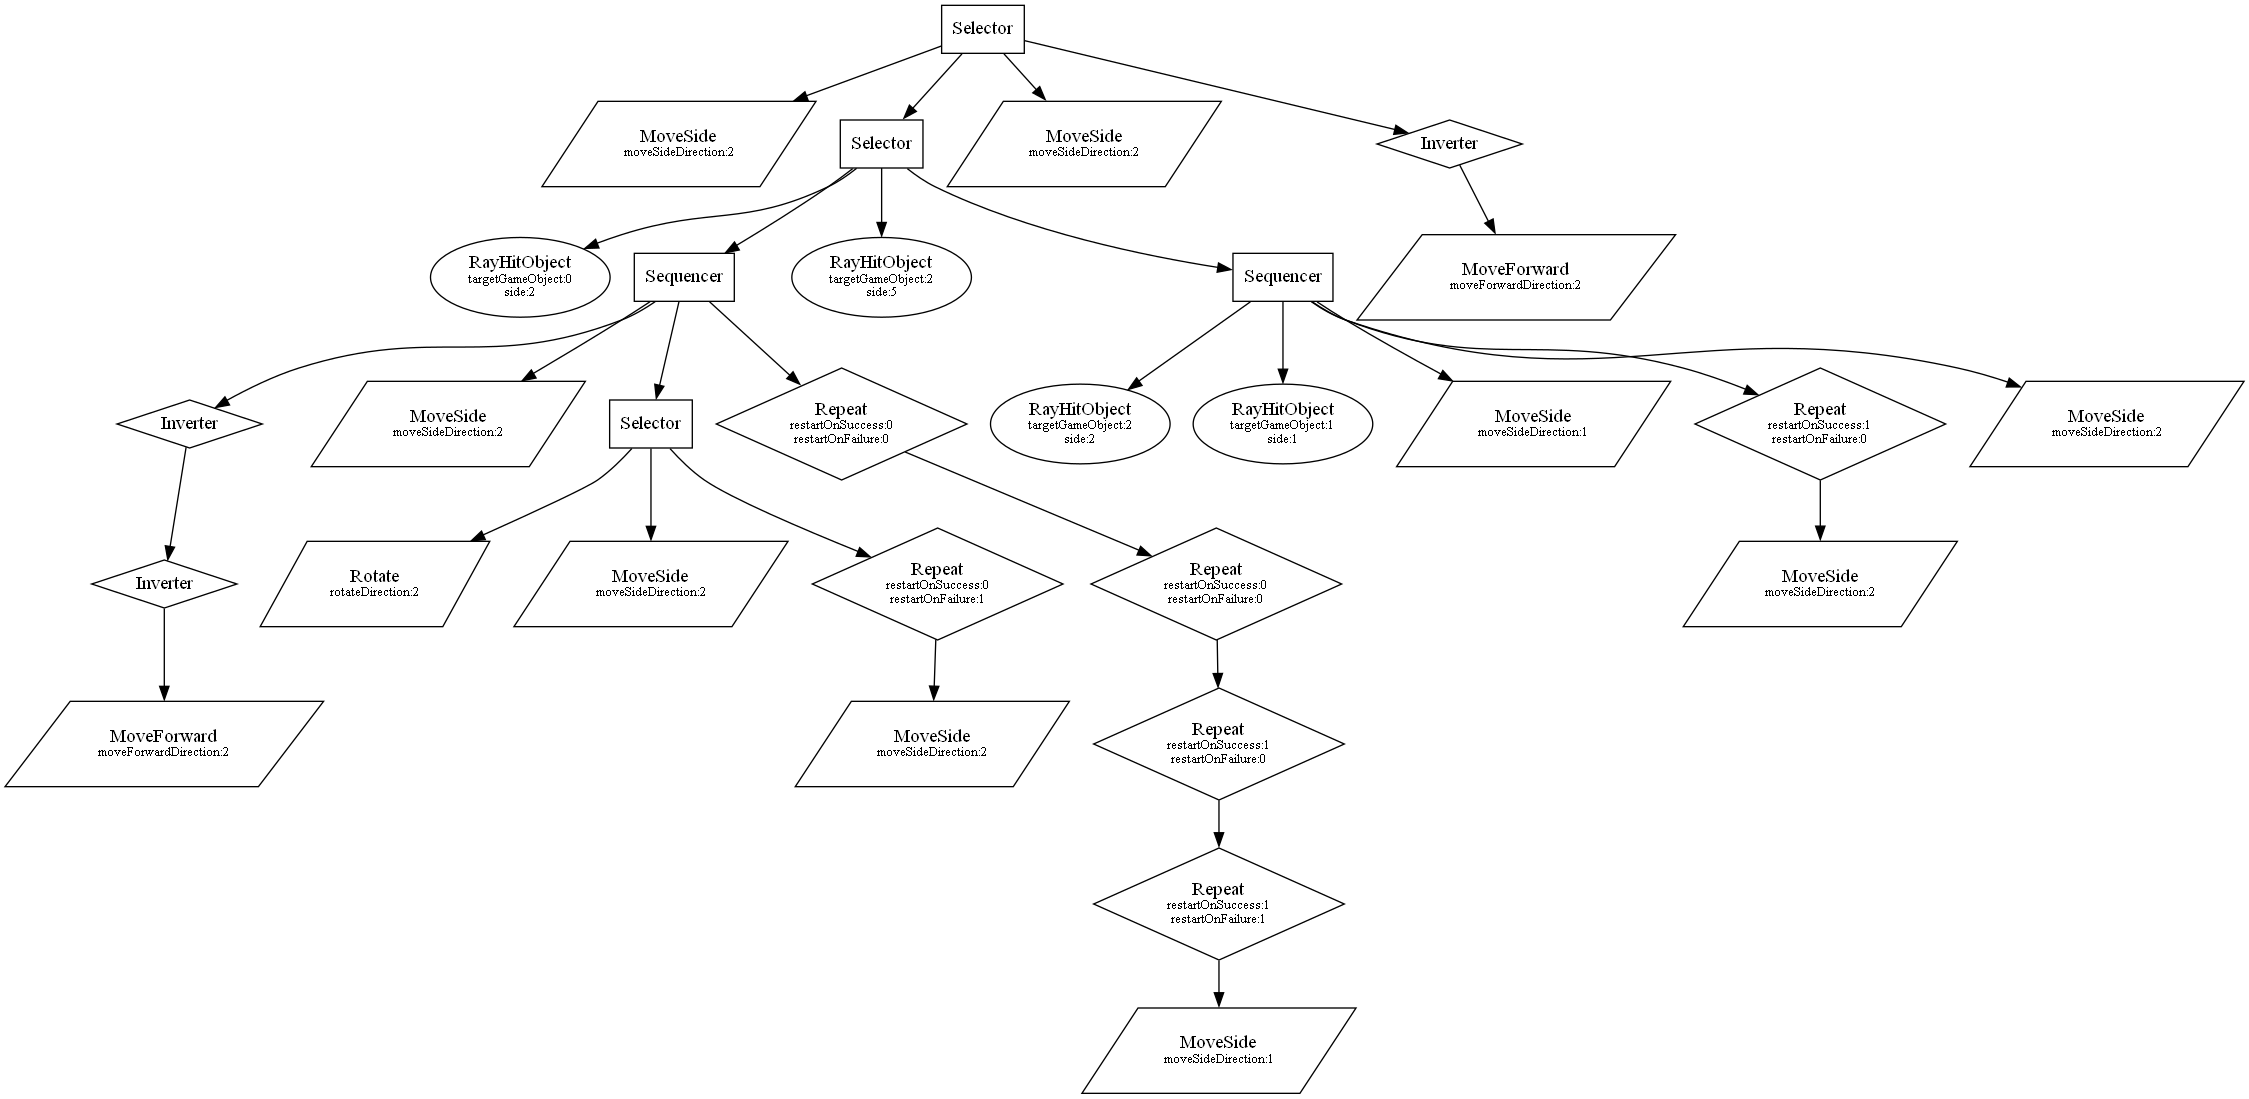 Selector
MoveSide
moveSideDirection:2
Selector
MoveSide
moveSideDirection:2
Inverter
RayHitObject
targetGameObject:0
side:2
Sequencer
RayHitObject
targetGameObject:2
side:5
Sequencer
MoveForward
moveForwardDirection:2
Inverter
MoveSide
moveSideDirection:2
Selector
Repeat
restartOnSuccess:0
restartOnFailure:0
RayHitObject
targetGameObject:2
side:2
RayHitObject
targetGameObject:1
side:1
MoveSide
moveSideDirection:1
Repeat
restartOnSuccess:1
restartOnFailure:0
MoveSide
moveSideDirection:2
Inverter
Rotate
rotateDirection:2
MoveSide
moveSideDirection:2
Repeat
restartOnSuccess:0
restartOnFailure:1
Repeat
restartOnSuccess:0
restartOnFailure:0
MoveSide
moveSideDirection:2
MoveForward
moveForwardDirection:2
MoveSide
moveSideDirection:2
Repeat
restartOnSuccess:1
restartOnFailure:0
Repeat
restartOnSuccess:1
restartOnFailure:1
MoveSide
moveSideDirection:1